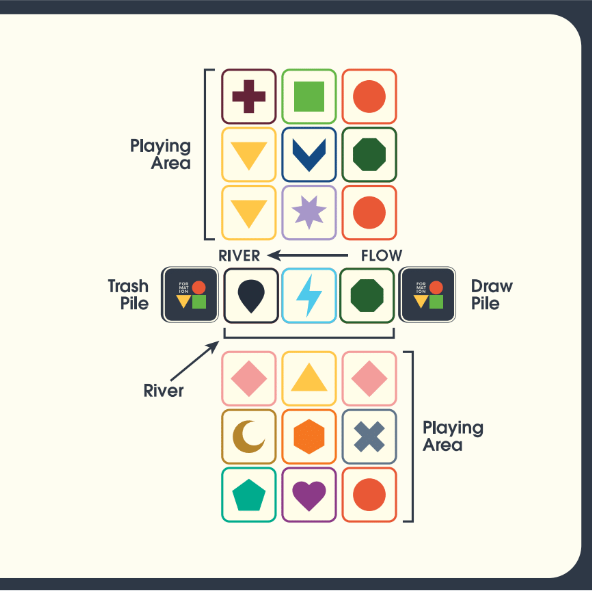 Playing
Area
RIVER
FLOW
Trash
Pile
FOR
MAT
ION
FOR
MAT
ION
Draw
Pile
River
Playing
Area